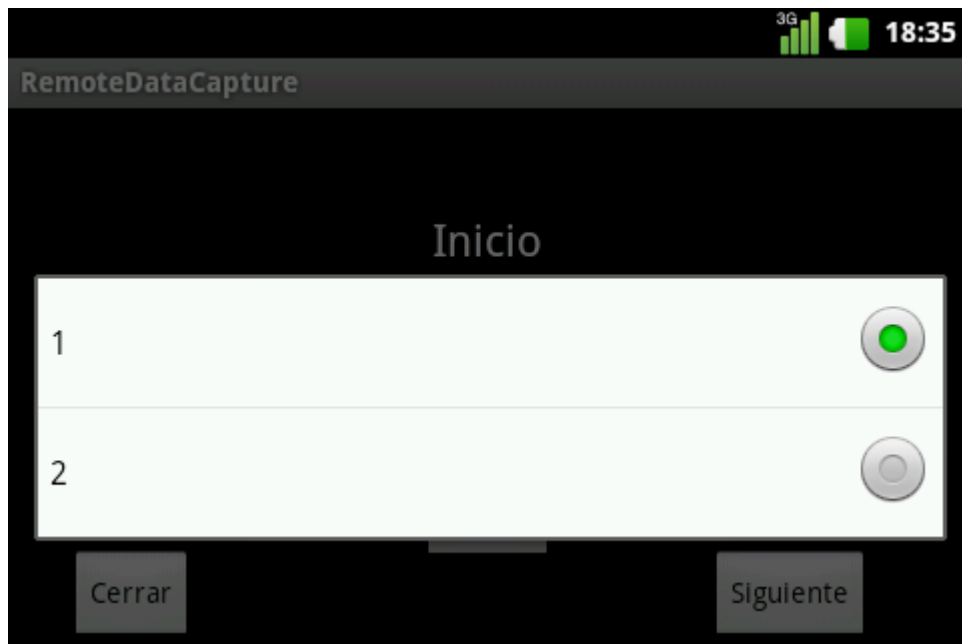 3G 18:35
RemoteDataCapture
Inicio
1
2
Cerrar Siguiente